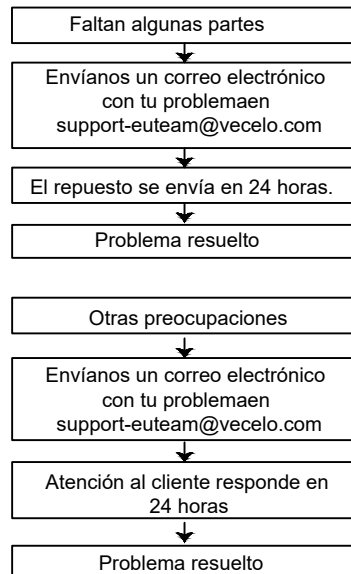 Faltan algunas partes
Envíanos un correo electrónico
con tu problemaen
support-euteam@vecelo.com
El repuesto se envía en 24 horas.
Problema resuelto
Otras preocupaciones
Envíanos un correo electrónico
con tu problemaen
support-euteam@vecelo.com
Atención al cliente responde en
24 horas
Problema resuelto